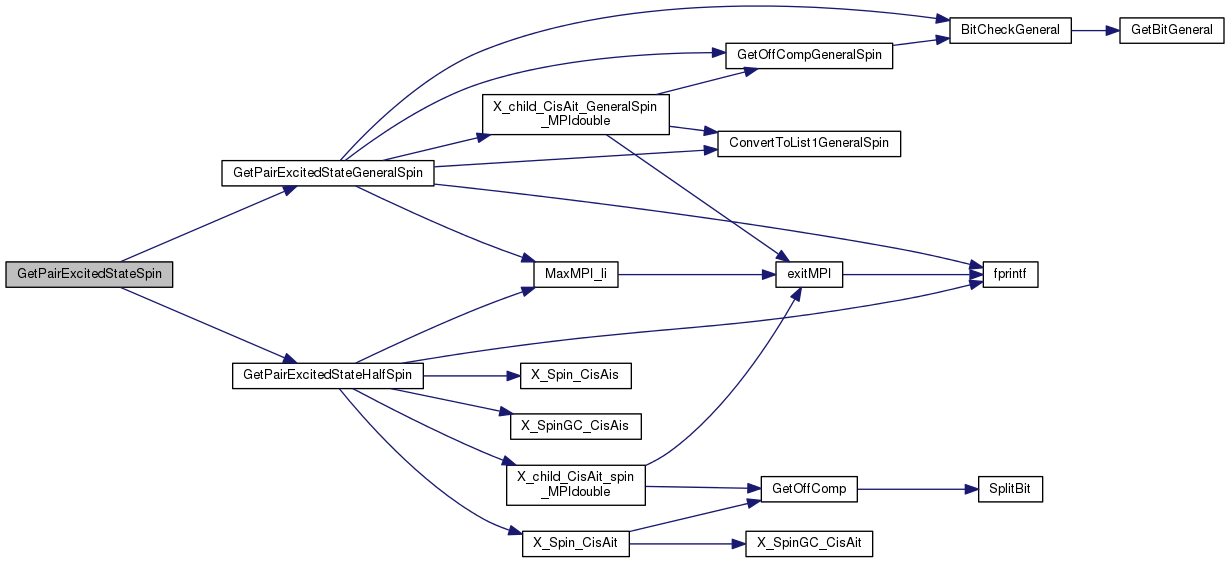 BitCheckGeneral
GetBitGeneral
GetOffCompGeneralSpin
X_child_CisAit_GeneralSpin
_MPIdouble
ConvertToList1GeneralSpin
GetPairExcitedStateGeneralSpin
GetPairExcitedStateSpin
MaxMPI_li
exitMPI
fprintf
GetPairExcitedStateHalfSpin
X_Spin_CisAis
X_SpinGC_CisAis
X_child_CisAit_spin
_MPIdouble
GetOffComp
SplitBit
X_Spin_CisAit
X_SpinGC_CisAit